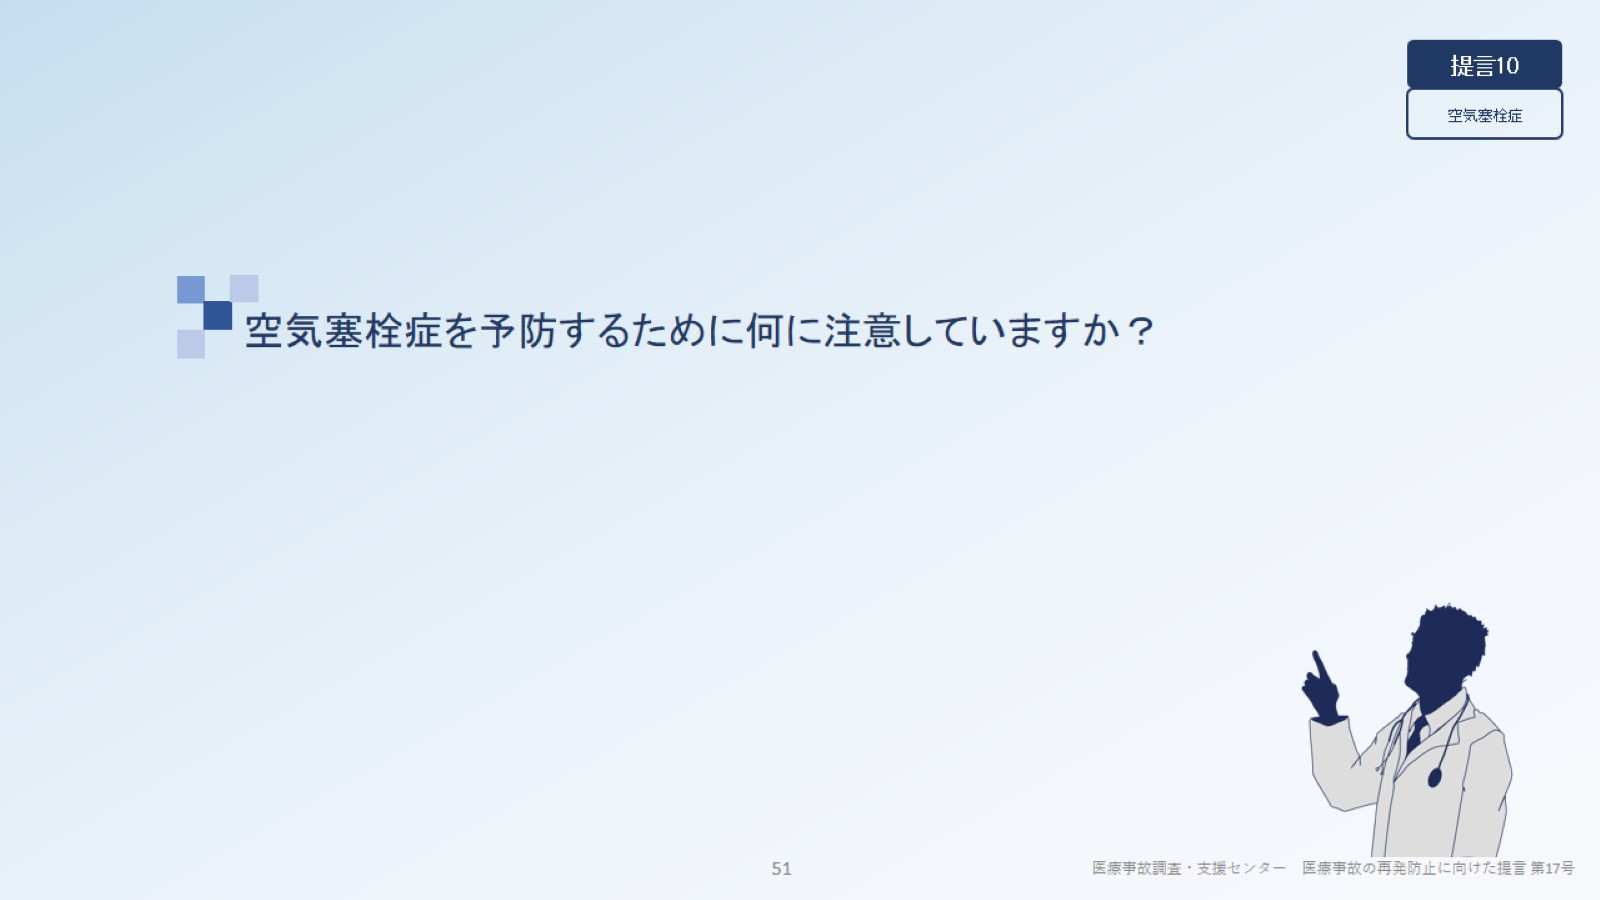 提言10
空気塞栓症
空気塞栓症を予防するために何に注意していますか？
51
医療事故調査・支援センター　医療事故の再発防止に向けた提言 第17号